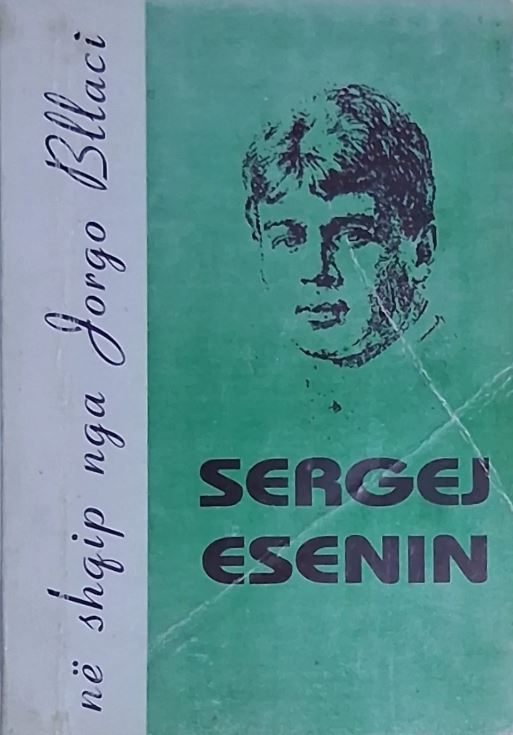 në shqip nga Jorgo Bllaci
SERGEJ
ESENIN